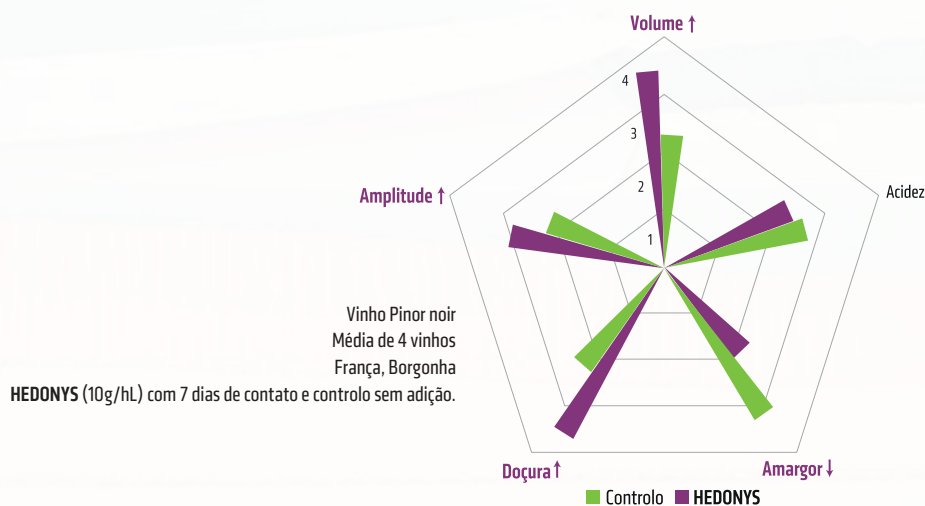 Volume ↑
4
3
2
1
Amplitude ↑
Acidez
Vinho Pinor noir
Média de 4 vinhos
França, Borgonha
HEDONYS (10g/hL) com 7 dias de contato e controlo sem adição.
Doçura ↑
Amargor ↓
Controlo HEDONYS